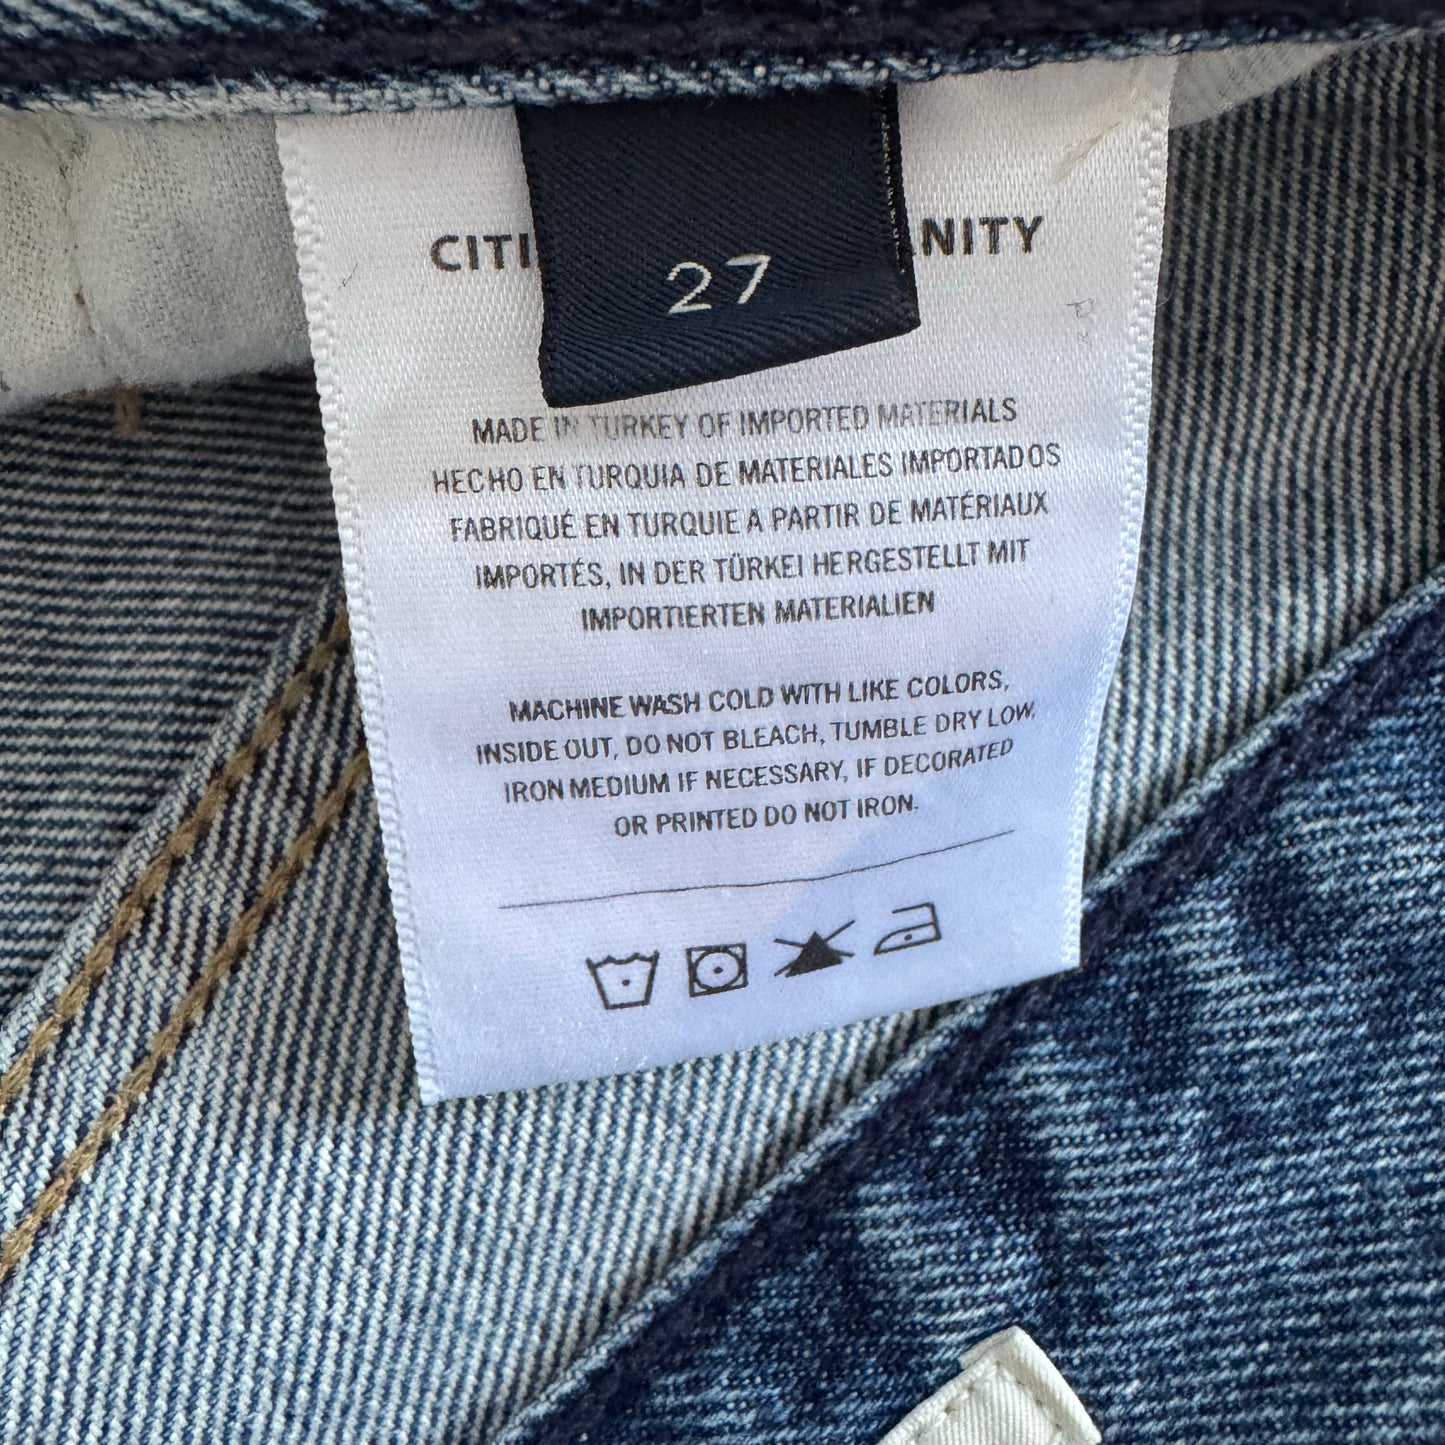 CITI NITY
27
MADE IN TURKEY OF IMPORTED MATERIALS
HECHO EN TURQUIA DE MATERIALES IMPORTADOS
FABRIQUÉ EN TURQUIE A PARTIR DE MATÉRIAUX
IMPORTÉS, IN DER TÜRKEI HERGESTELLT MIT
IMPORTIERTEN MATERIALIEN
MACHINE WASH COLD WITH LIKE COLORS,
INSIDE OUT, DO NOT BLEACH, TUMBLE DRY LOW,
IRON MEDIUM IF NECESSARY, IF DECORATED
OR PRINTED DO NOT IRON.